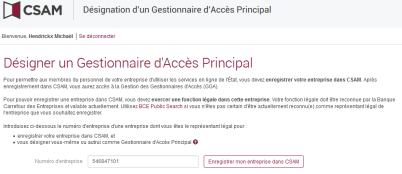 CSAM
Désignation d'un Gestionnaire d'Accès Principal
Bienvenue, Hendrickx Michaël | Se déconnecter
Désigner un Gestionnaire d'Accès Principal
Pour permettre aux membres du personnel de votre entreprise d'utiliser les services en ligne de l'État, vous devez enregistrer votre entreprise dans CSAM. Après
enregistrement dans CSAM, vous aurez accès à la Gestion des Gestionnaires d'Accès (GGA).
Pour pouvoir enregistrer une entreprise dans CSAM, vous devez exercer une fonction légale dans cette entreprise. Votre fonction légale doit être reconnue par la Banque
Carrefour des Entreprises et valable actuellement. Utilisez BCE Public Search si vous n'êtes pas certain d'être actuellement reconnu(e) comme représentant légal de
l'entreprise que vous souhaitez enregistrer.
Introduisez ci-dessous le numéro d'entreprise d'une entreprise dont vous êtes le représentant légal pour :
• enregistrer votre entreprise dans CSAM, et
• vous désigner vous-même ou autrui comme Gestionnaire d'Accès Principal
Numéro d'entreprise 546847101 Enregistrer mon entreprise dans CSAM